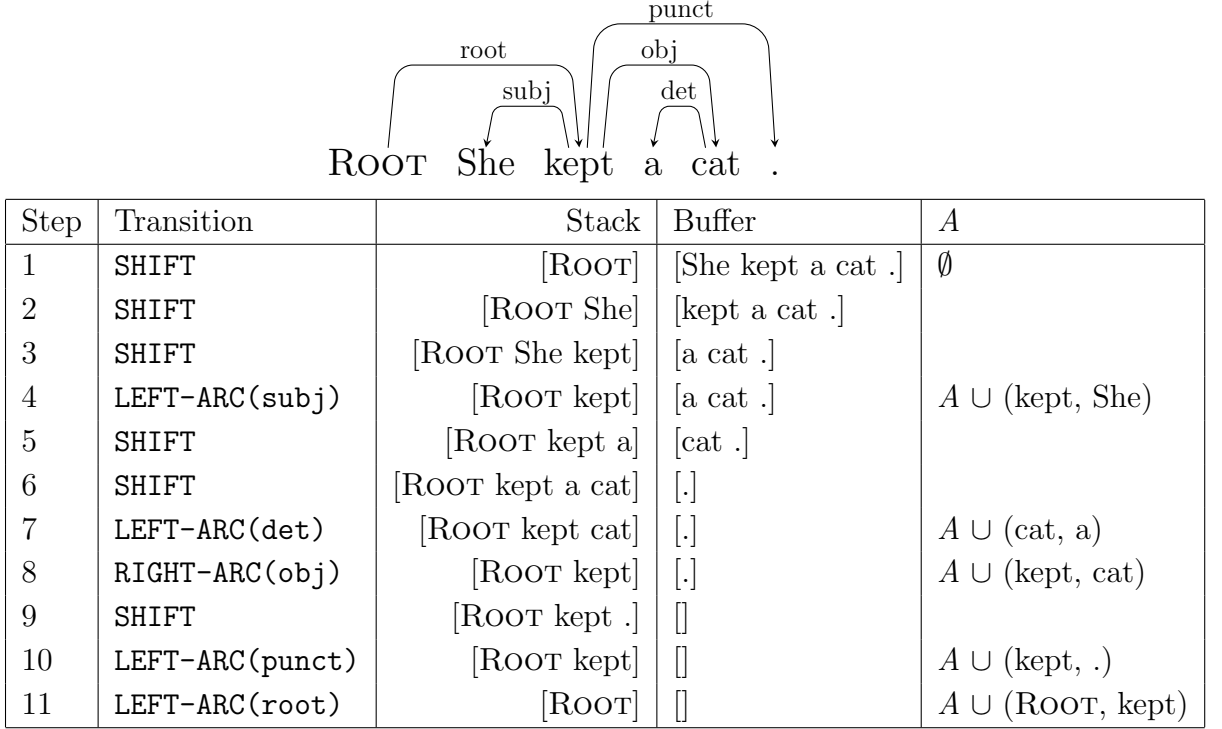 punct
root obj
subj det
ROOT She kept a cat .
Step Transition Stack Buffer A
1 SHIFT [ROOT] [She kept a cat .] ∅
2 SHIFT [ROOT She] [kept a cat .]
3 SHIFT [ROOT She kept] [a cat .]
4 LEFT-ARC(subj) [ROOT kept] [a cat .] A ∪ (kept, She)
5 SHIFT [ROOT kept a] [cat .]
6 SHIFT [ROOT kept a cat] [.]
7 LEFT-ARC(det) [ROOT kept cat] [.] A ∪ (cat, a)
8 RIGHT-ARC(obj) [ROOT kept] [.] A ∪ (kept, cat)
9 SHIFT [ROOT kept .] []
10 LEFT-ARC(punct) [ROOT kept] [] A ∪ (kept, .)
11 LEFT-ARC(root) [ROOT] [] A ∪ (ROOT, kept)